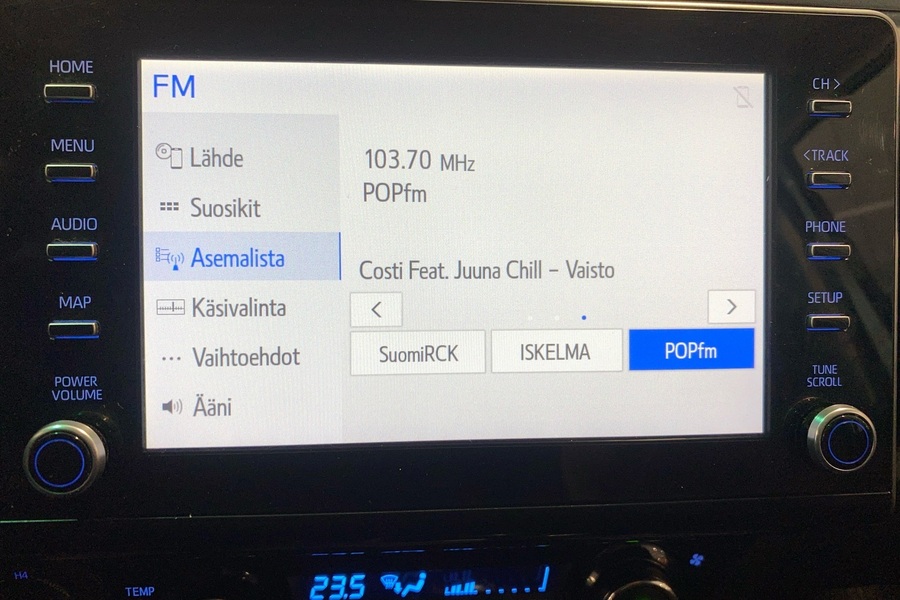 HOME
MENU
AUDIO
MAP
POWER
VOLUME
FM
Lähde
Suosikit
Asemalista
Käsivalinta
Vaihtoehdot
Ääni
103.70 MHz
POPfm
Costi Feat. Juuna Chill – Vaisto
SuomiRCK
ISKELMA
POPfm
CH >
<TRACK
PHONE
SETUP
TUNE
SCROLL
H4
TEMP
23.5